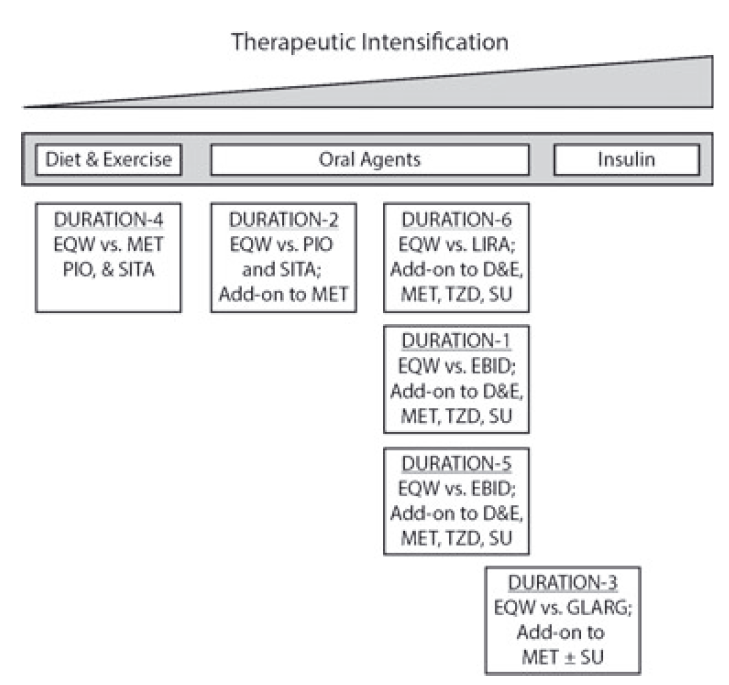 Therapeutic Intensification
Diet & Exercise
Oral Agents
Insulin
DURATION-4
EQW vs. MET
PIO, & SITA
DURATION-2
EQW vs. PIO
and SITA;
Add-on to MET
DURATION-6
EQW vs. LIRA;
Add-on to D&E,
MET, TZD, SU
DURATION-1
EQW vs. EBID;
Add-on to D&E,
MET, TZD, SU
DURATION-5
EQW vs. EBID;
Add-on to D&E,
MET, TZD, SU
DURATION-3
EQW vs. GLARG;
Add-on to
MET ± SU